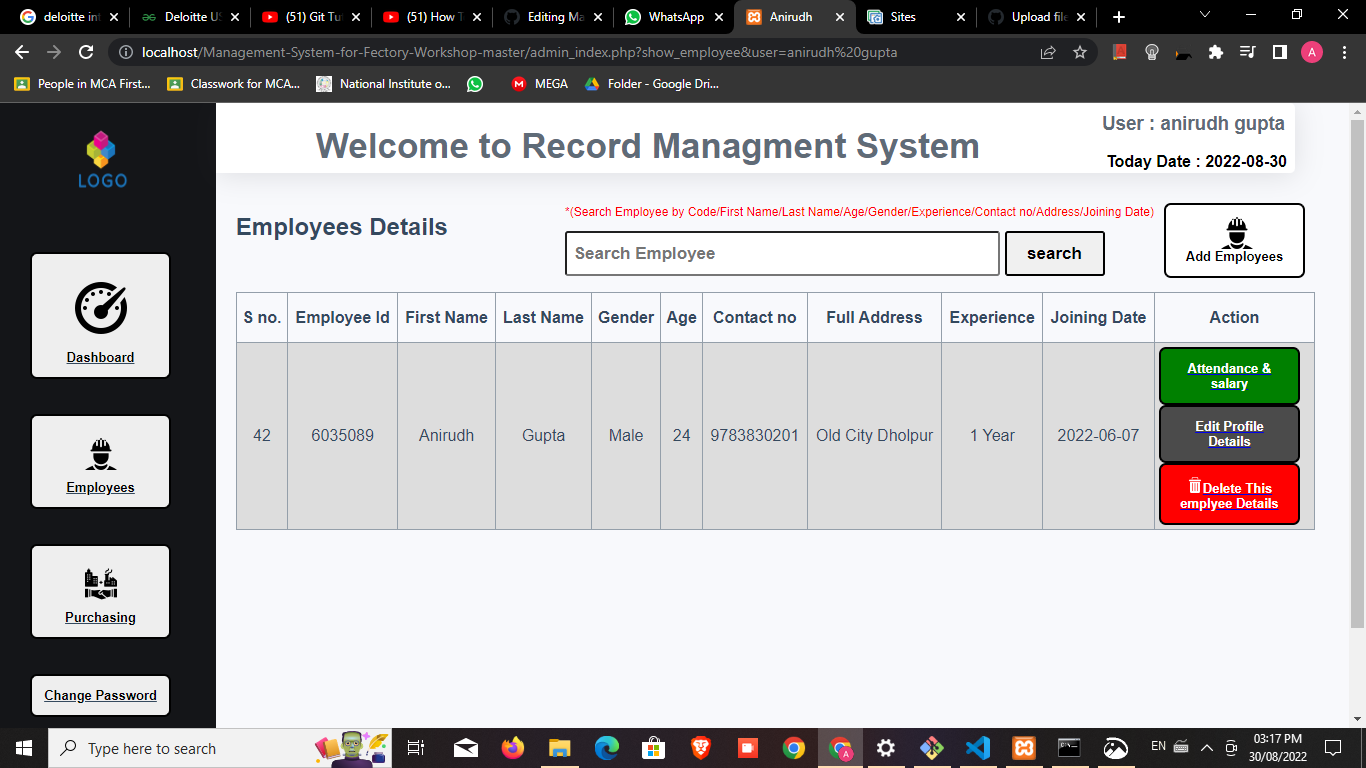 deloitte int
Deloitte US
(51) Git Tut
(51) How T
Editing Ma
WhatsApp
Anirudh
Sites
Upload file
localhost/Management-System-for-Fectory-Workshop-master/admin_index.php?show_employee&user=anirudh%20gupta
A
People in MCA First...
Classwork for MCA...
National Institute o...
MEGA
Folder - Google Dri...
LOGO
Welcome to Record Managment System
User : anirudh gupta
Today Date : 2022-08-30
Employees Details
*(Search Employee by Code/First Name/Last Name/Age/Gender/Experience/Contact no/Address/Joining Date)
Search Employee
search
Add Employees
S no. Employee Id First Name Last Name Gender Age Contact no Full Address Experience Joining Date Action
42 6035089 Anirudh Gupta Male 24 9783830201 Old City Dholpur 1 Year 2022-06-07
Attendance &
salary
Edit Profile
Details
Delete This
emplyee Details
Dashboard
Employees
Purchasing
Change Password
Type here to search
A
EN
03:17 PM
30/08/2022